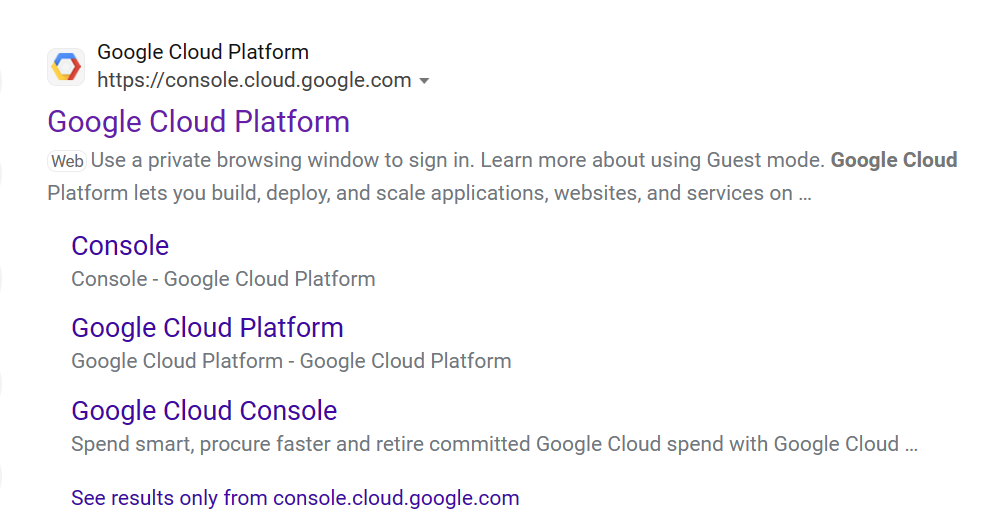 Google Cloud Platform
https://console.cloud.google.com
Google Cloud Platform
Web Use a private browsing window to sign in. Learn more about using Guest mode. Google Cloud
Platform lets you build, deploy, and scale applications, websites, and services on ...
Console
Console - Google Cloud Platform
Google Cloud Platform
Google Cloud Platform - Google Cloud Platform
Google Cloud Console
Spend smart, procure faster and retire committed Google Cloud spend with Google Cloud ...
See results only from console.cloud.google.com